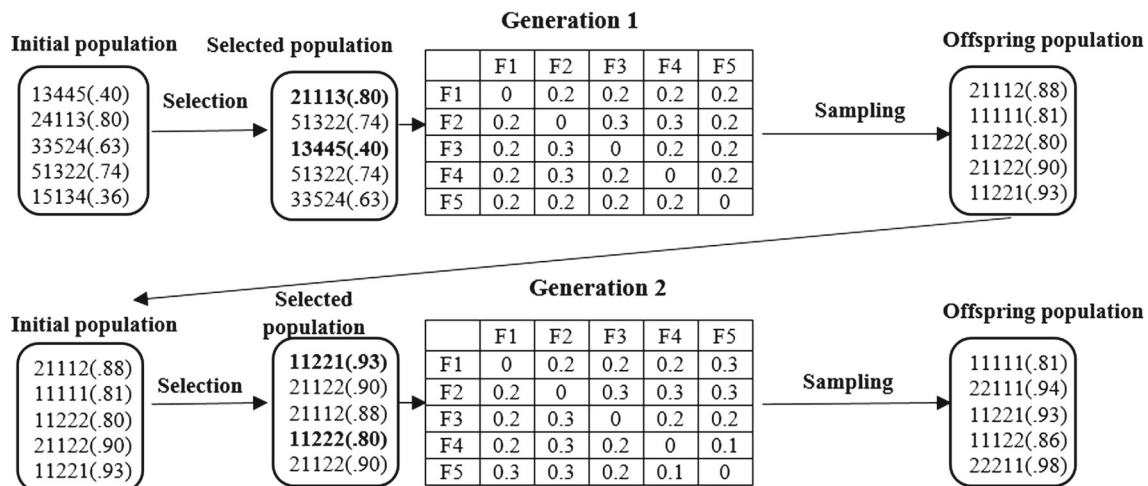 Generation 1
Initial population
13445(.40)
24113(.80)
33524(.63)
51322(.74)
15134(.36)
Selection
Selected population
21113(.80)
51322(.74)
13445(.40)
51322(.74)
33524(.63)
F1 F2 F3 F4 F5
F1 0 0.2 0.2 0.2 0.2
F2 0.2 0 0.3 0.3 0.2
F3 0.2 0.3 0 0.2 0.2
F4 0.2 0.3 0.2 0 0.2
F5 0.2 0.2 0.2 0.2 0
Sampling
Offspring population
21112(.88)
11111(.81)
11222(.80)
21122(.90)
11221(.93)
Generation 2
Initial population
21112(.88)
11111(.81)
11222(.80)
21122(.90)
11221(.93)
Selection
Selected
population
11221(.93)
21122(.90)
21112(.88)
11222(.80)
21122(.90)
F1 F2 F3 F4 F5
F1 0 0.2 0.2 0.2 0.3
F2 0.2 0 0.3 0.3 0.3
F3 0.2 0.3 0 0.2 0.2
F4 0.2 0.3 0.2 0 0.1
F5 0.3 0.3 0.2 0.1 0
Sampling
Offspring population
11111(.81)
22111(.94)
11221(.93)
11122(.86)
22211(.98)